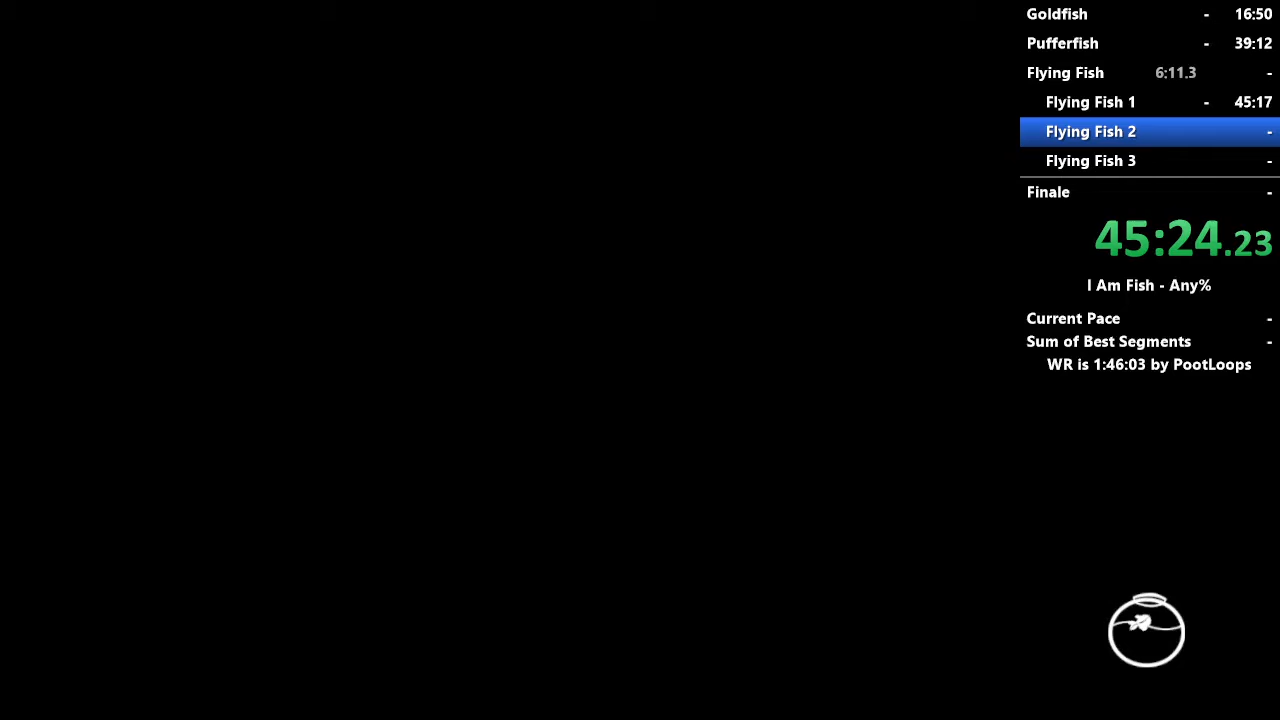 Goldfish - 16:50
Pufferfish - 39:12
Flying Fish 6:11.3 -
Flying Fish 1 - 45:17
Flying Fish 2 -
Flying Fish 3 -
Finale -
45:24.23
I Am Fish - Any%
Current Pace -
Sum of Best Segments -
WR is 1:46:03 by PootLoops